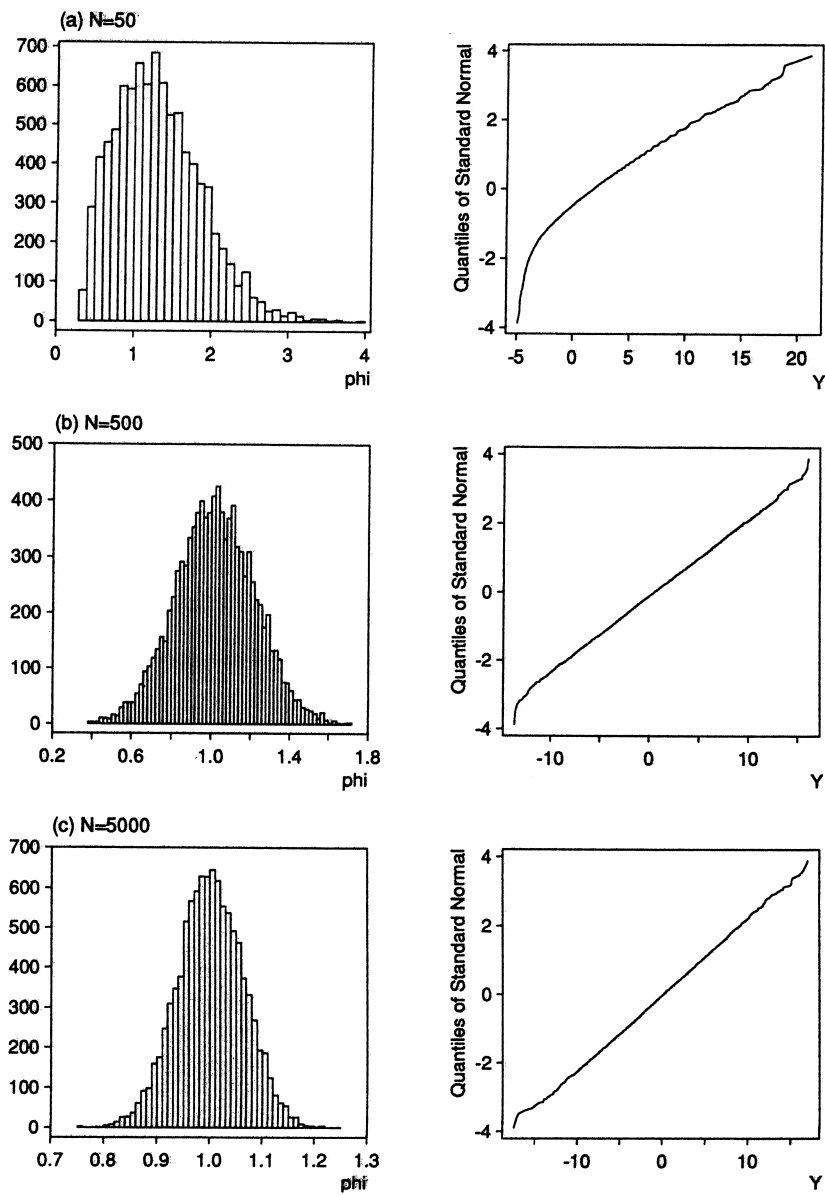 (a) N=50
700
600
500
400
300
200
100
0
0 1 2 3 4
phi
Quantiles of Standard Normal
4
2
0
-2
-4
-5 0 5 10 15 20
Y
(b) N=500
500
400
300
200
100
0
0.2 0.6 1.0 1.4 1.8
phi
Quantiles of Standard Normal
4
2
0
-2
-4
-10 0 10
Y
(c) N=5000
700
600
500
400
300
200
100
0
0.7 0.8 0.9 1.0 1.1 1.2 1.3
phi
Quantiles of Standard Normal
4
2
0
-2
-4
-10 0 10
Y